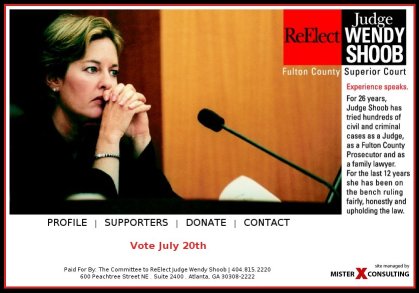 Judge
ReElect WENDY
SHOOB
Fulton County Superior Court
Experience speaks.
For 26 years,
Judge Shoob has
tried hundreds of
civil and criminal
cases as a Judge,
as a Fulton County
Prosecutor and as
a family lawyer.
For the last 12 years
she has been on
the bench ruling
fairly, honestly and
upholding the law.
PROFILE | SUPPORTERS | DONATE | CONTACT
Vote July 20th
Paid For By: The Committee to ReElect Judge Wendy Shoob | 404.815.2220
600 Peachtree Street NE . Suite 2400 . Atlanta, GA 30308-2222
site managed by
MISTER X CONSULTING